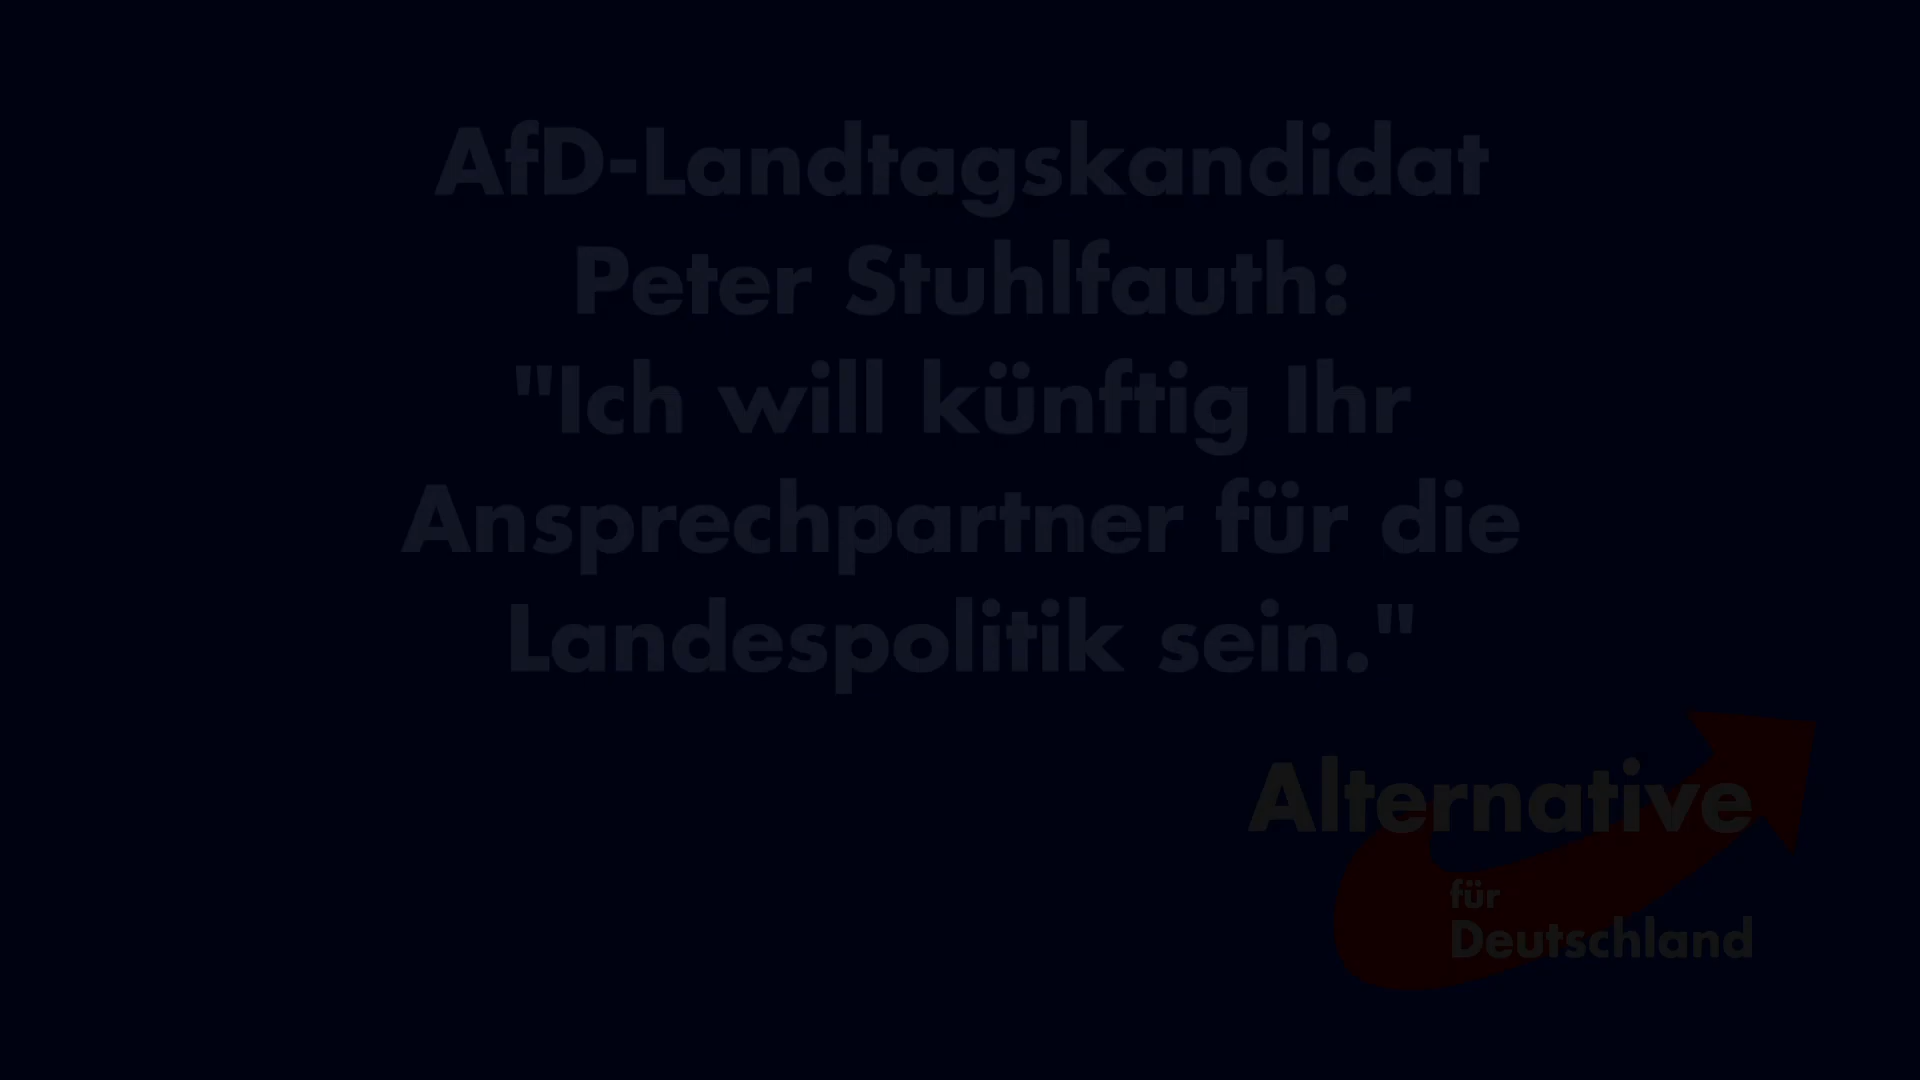 AfD-Landtagskandidat
Peter Stuhlfauth:
"Ich will künftig Ihr
Ansprechpartner für die
Landespolitik sein."
Alternative
für
Deutschland